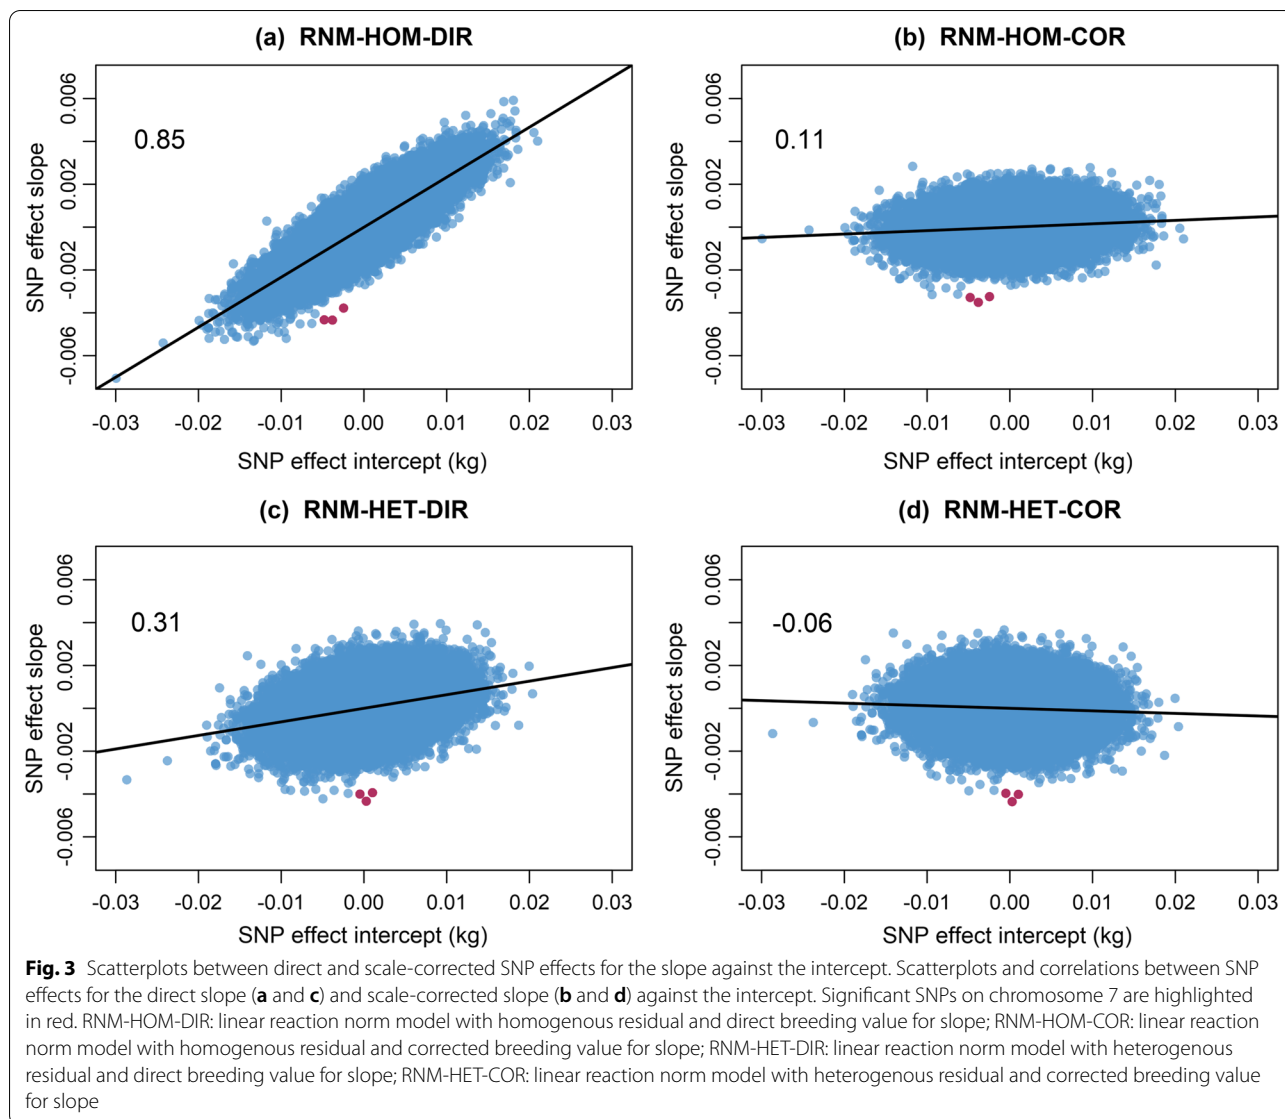 (a) RNM-HOM-DIR
(b) RNM-HOM-COR
0.006
0.002
-0.002
-0.006
SNP effect slope
0.85
-0.03 -0.02 -0.01 0.00 0.01 0.02 0.03
SNP effect intercept (kg)
0.006
0.002
-0.002
-0.006
SNP effect slope
0.11
-0.03 -0.02 -0.01 0.00 0.01 0.02 0.03
SNP effect intercept (kg)
(c) RNM-HET-DIR
(d) RNM-HET-COR
0.006
0.002
-0.002
-0.006
SNP effect slope
0.31
-0.03 -0.02 -0.01 0.00 0.01 0.02 0.03
SNP effect intercept (kg)
0.006
0.002
-0.002
-0.006
SNP effect slope
-0.06
-0.03 -0.02 -0.01 0.00 0.01 0.02 0.03
SNP effect intercept (kg)
Fig. 3 Scatterplots between direct and scale-corrected SNP effects for the slope against the intercept. Scatterplots and correlations between SNP
effects for the direct slope (a and c) and scale-corrected slope (b and d) against the intercept. Significant SNPs on chromosome 7 are highlighted
in red. RNM-HOM-DIR: linear reaction norm model with homogenous residual and direct breeding value for slope; RNM-HOM-COR: linear reaction
norm model with homogenous residual and corrected breeding value for slope; RNM-HET-DIR: linear reaction norm model with heterogenous
residual and direct breeding value for slope; RNM-HET-COR: linear reaction norm model with heterogenous residual and corrected breeding value
for slope